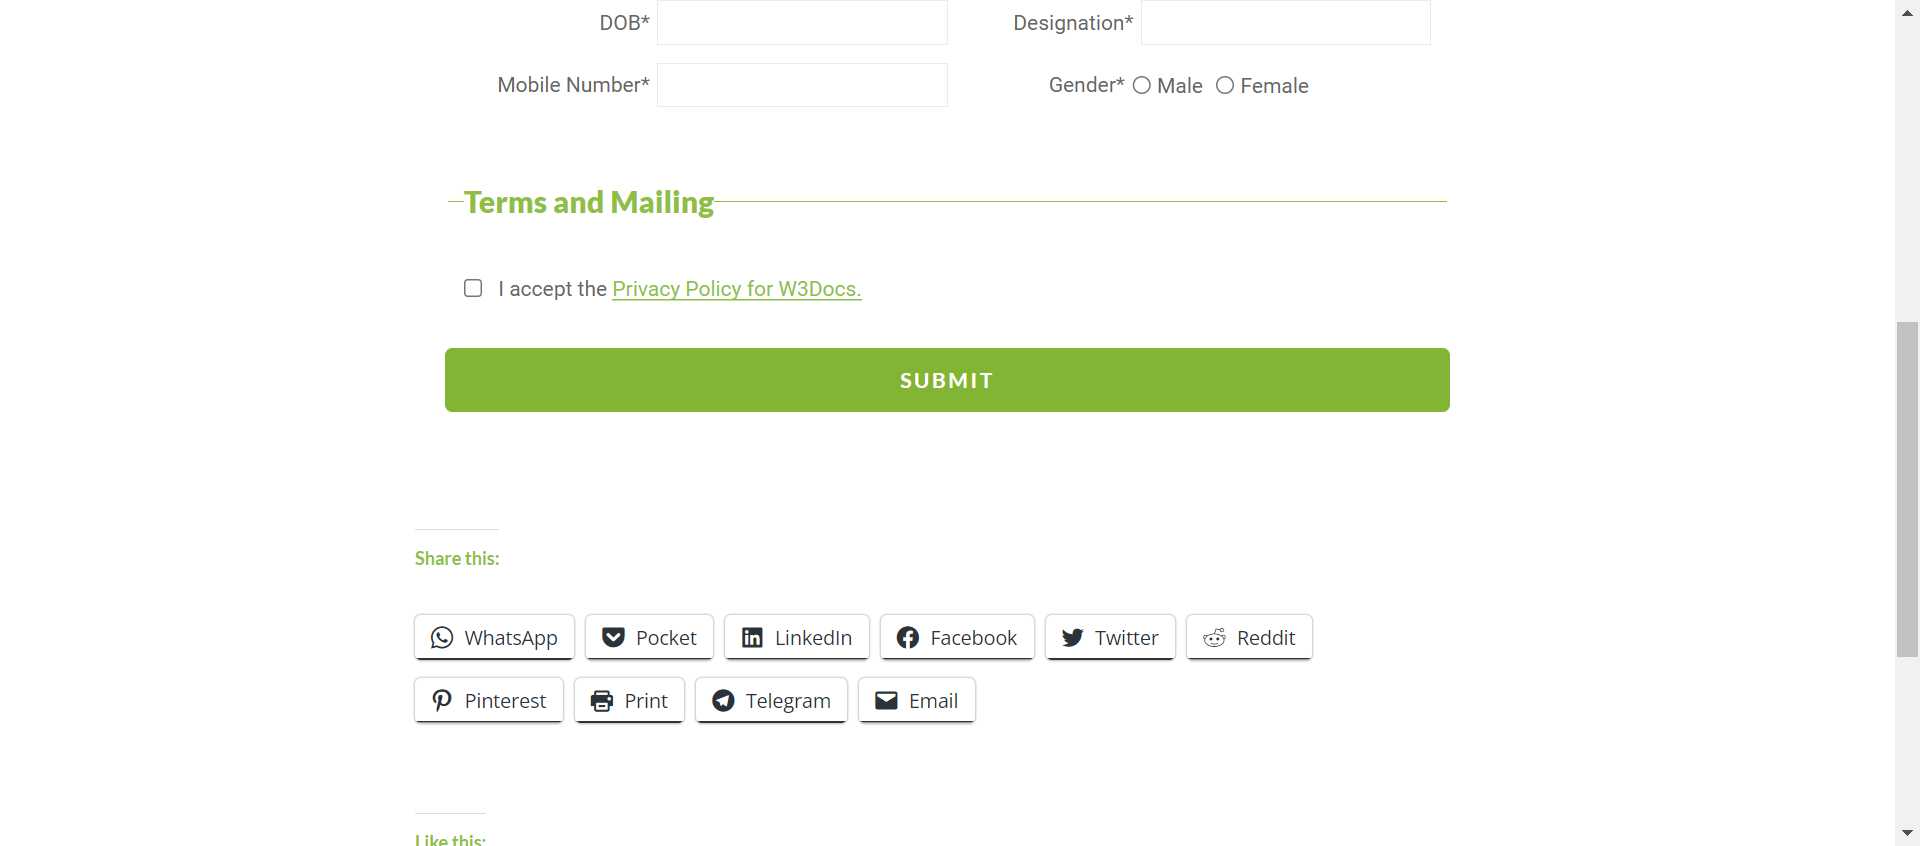 DOB* Designation*
Mobile Number* Gender* Male Female
Terms and Mailing
I accept the Privacy Policy for W3Docs.
SUBMIT
Share this:
WhatsApp Pocket LinkedIn Facebook Twitter Reddit
Pinterest Print Telegram Email
Like this: